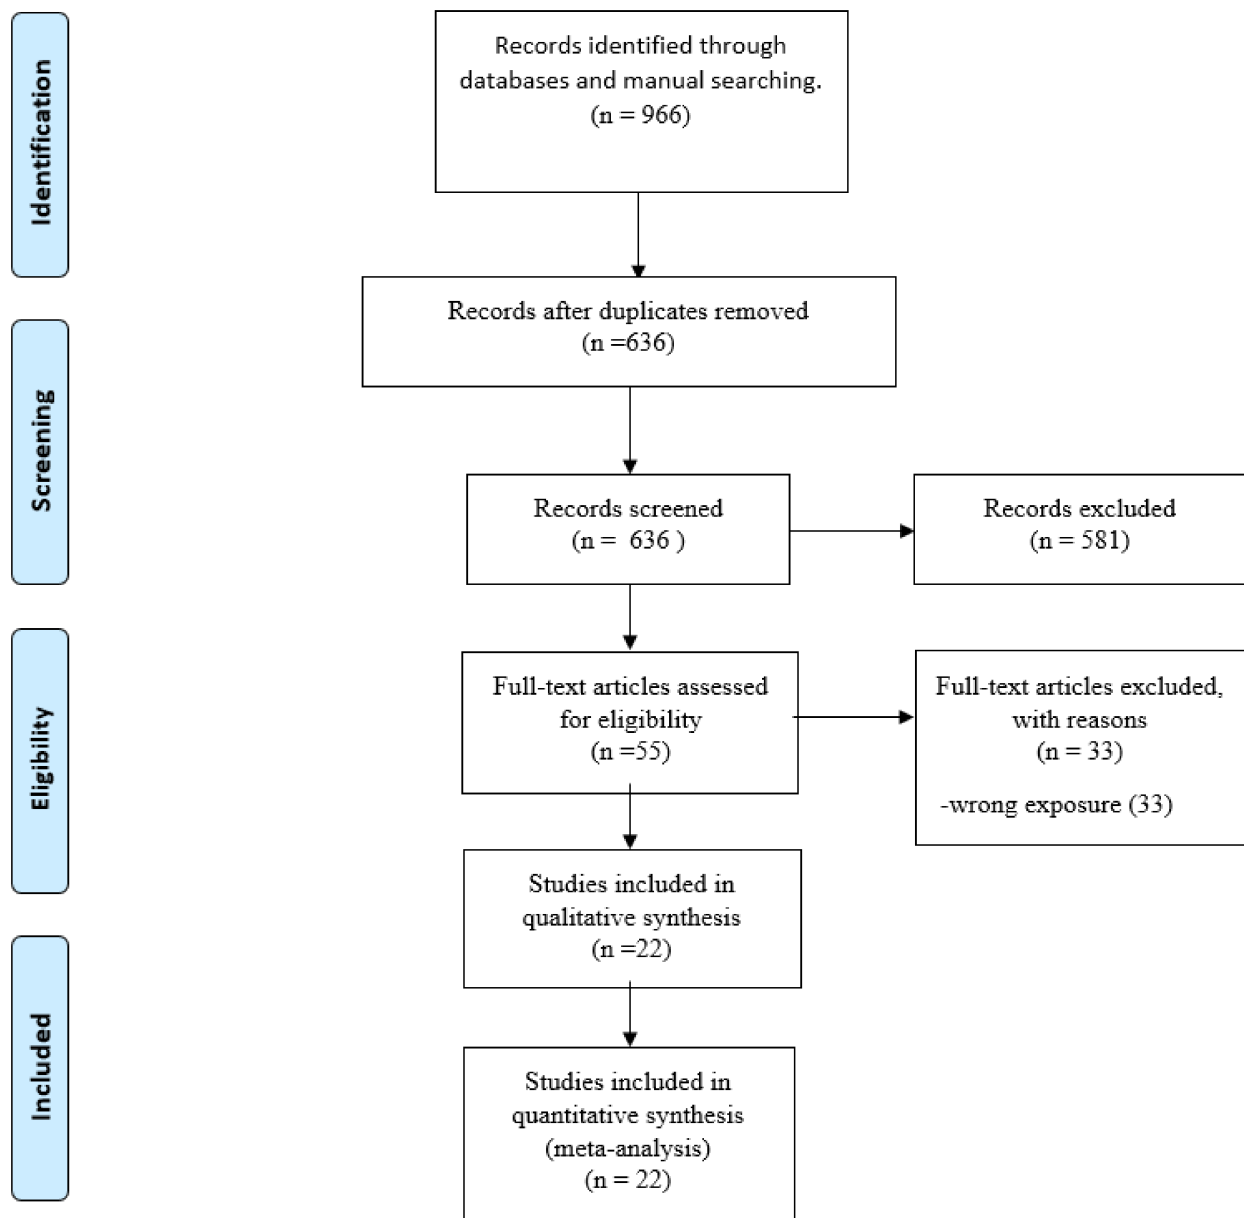 Identification
Records identified through
databases and manual searching.
(n = 966)
Records after duplicates removed
(n =636)
Screening
Records screened
(n =  636 )
Records excluded
(n = 581)
Eligibility
Full-text articles assessed
for eligibility
(n =55)
Full-text articles excluded,
with reasons
(n = 33)
-wrong exposure (33)
Studies included in
qualitative synthesis
(n =22)
Included
Studies included in
quantitative synthesis
(meta-analysis)
(n = 22)